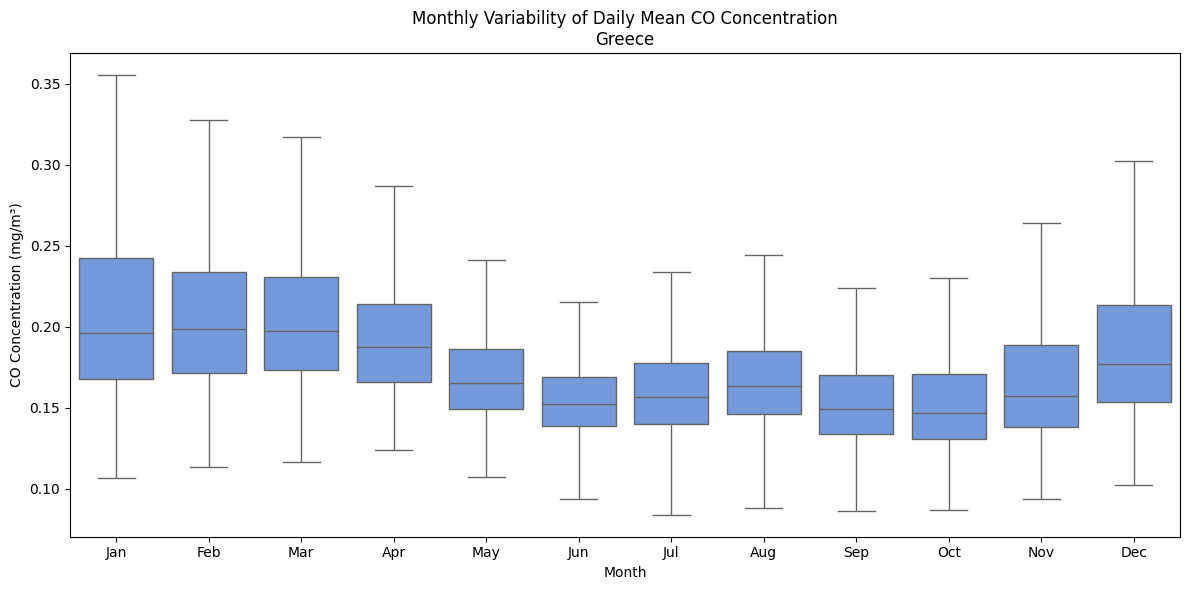 Monthly Variability of Daily Mean CO Concentration
Greece
CO Concentration (mg/m³)
0.35
0.30
0.25
0.20
0.15
0.10
Jan Feb Mar Apr May Jun Jul Aug Sep Oct Nov Dec
Month